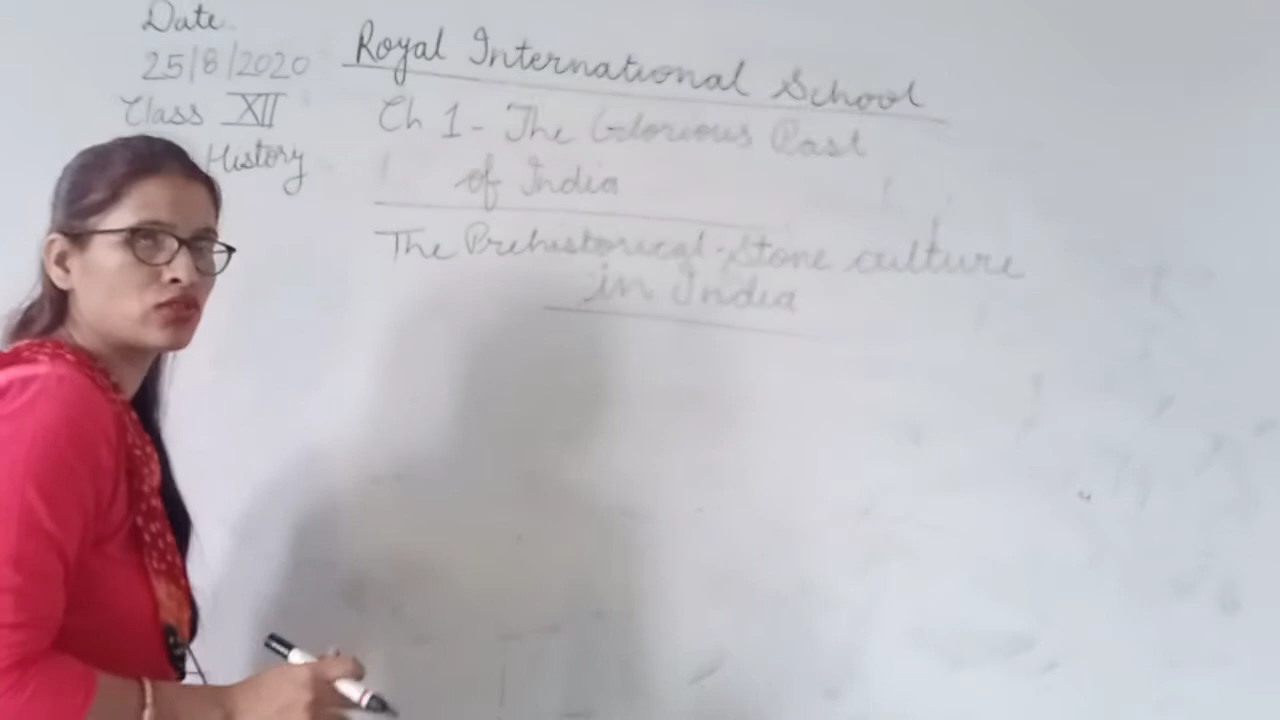 Date
25/8/2020
Class XII
History
Royal International School
Ch 1 - The Glorious Past
of India
The Prehistorical - Stone culture
in India